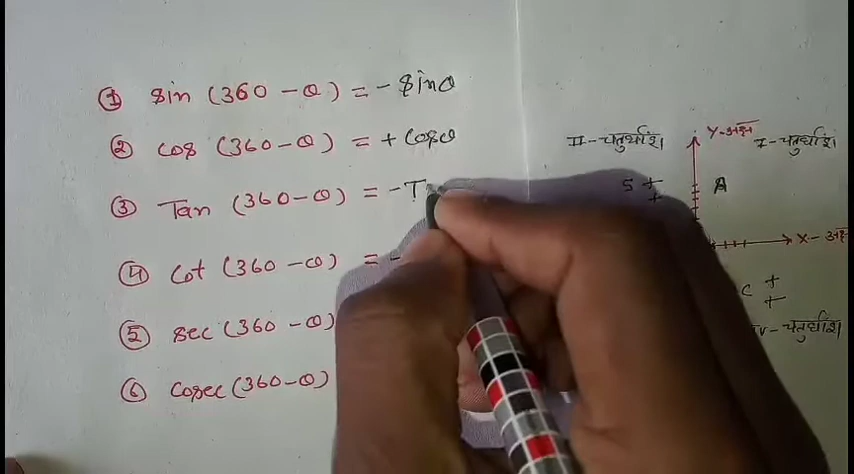 ① sin (360 - θ) = - sinθ
② cos (360 - θ) = + cosθ
③ Tan (360 - θ) = - T
④ cot (360 - θ) = -
⑤ sec (360 - θ)
⑥ cosec (360 - θ)
II - चतुर्थांश
Y - अक्ष
I - चतुर्थांश
S +
+
A
X - अक्ष
C +
+
IV - चतुर्थांश